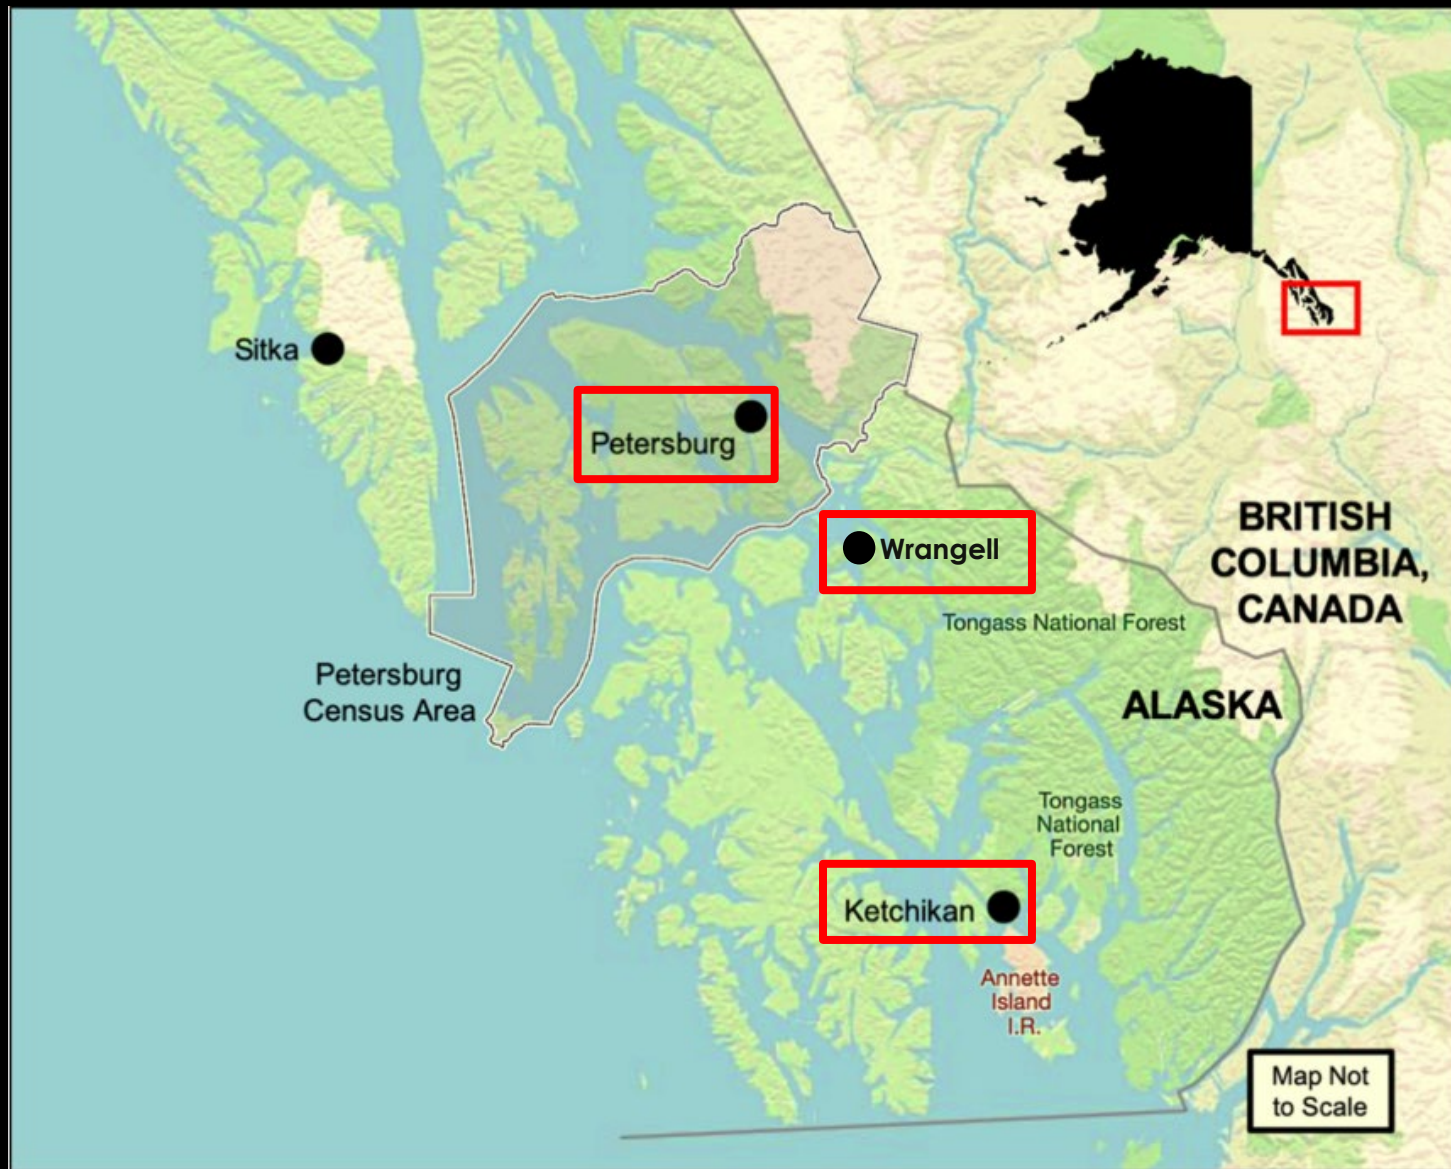 Sitka
Petersburg
Wrangell
BRITISH
COLUMBIA,
CANADA
Tongass National Forest
Petersburg
Census Area
ALASKA
Tongass
National
Forest
Ketchikan
Annette
Island
I.R.
Map Not
to Scale